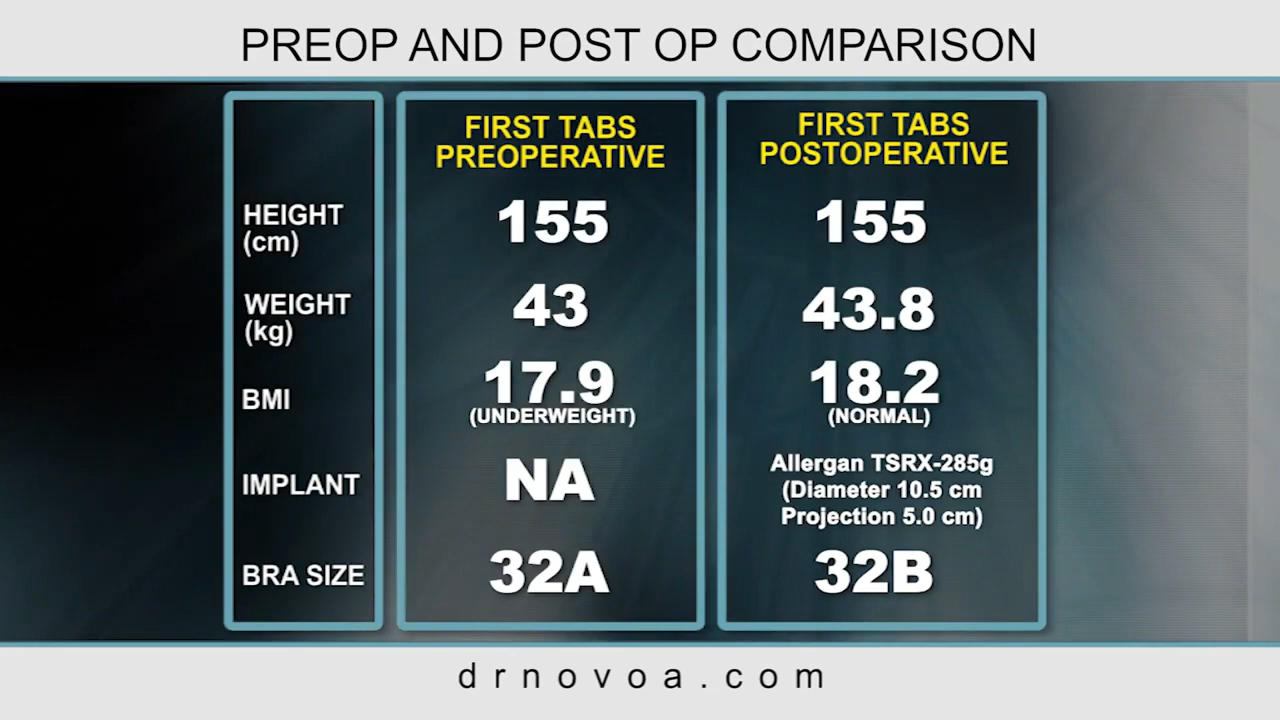 PREOP AND POST OP COMPARISON
FIRST TABS
PREOPERATIVE
FIRST TABS
POSTOPERATIVE
HEIGHT
(cm)
155
155
WEIGHT
(kg)
43
43.8
BMI
17.9
(UNDERWEIGHT)
18.2
(NORMAL)
IMPLANT
NA
Allergan TSRX-285g
(Diameter 10.5 cm
Projection 5.0 cm)
BRA SIZE
32A
32B
drnovoa.com